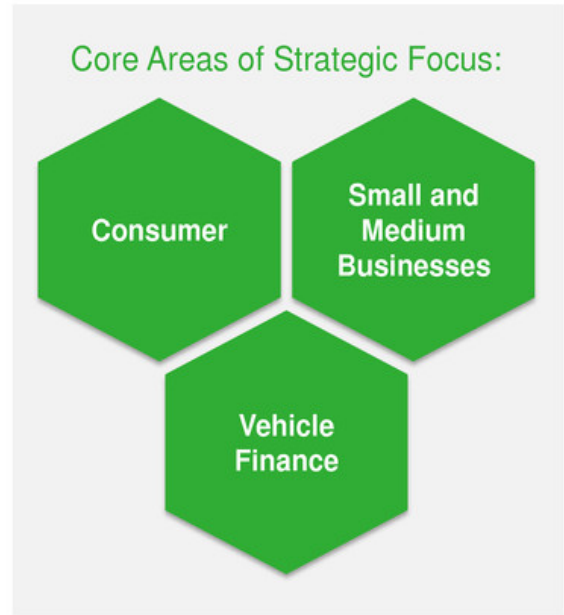 Core Areas of Strategic Focus:
Consumer
Small and
Medium
Businesses
Vehicle
Finance